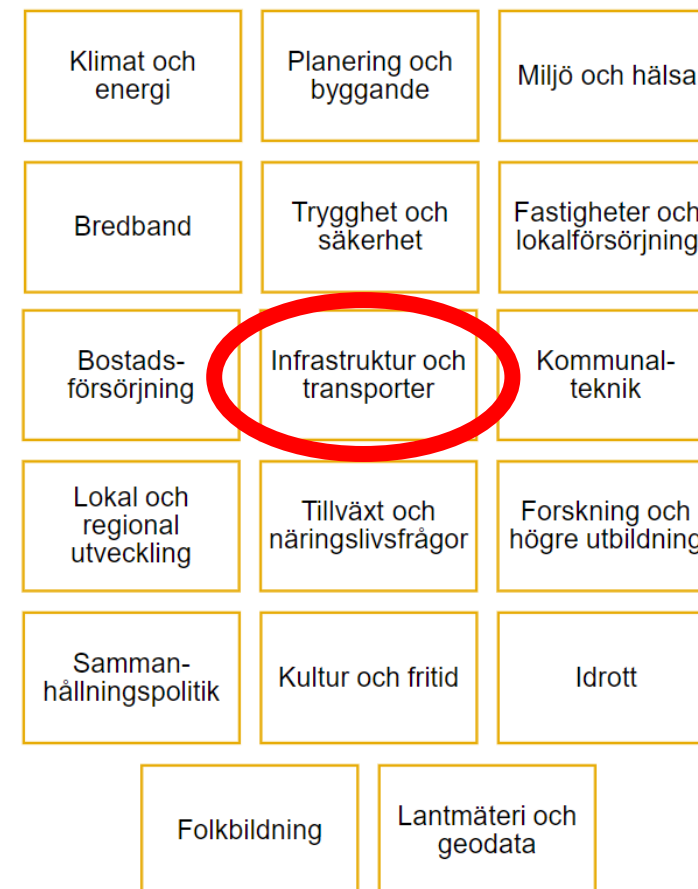 Klimat och
energi
Planering och
byggande
Miljö och hälsa
Bredband
Trygghet och
säkerhet
Fastigheter och
lokalförsörjning
Bostads-
försörjning
Infrastruktur och
transporter
Kommunal-
teknik
Lokal och
regional
utveckling
Tillväxt och
näringslivsfrågor
Forskning och
högre utbildning
Samman-
hållningspolitik
Kultur och fritid
Idrott
Folkbildning
Lantmäteri och
geodata